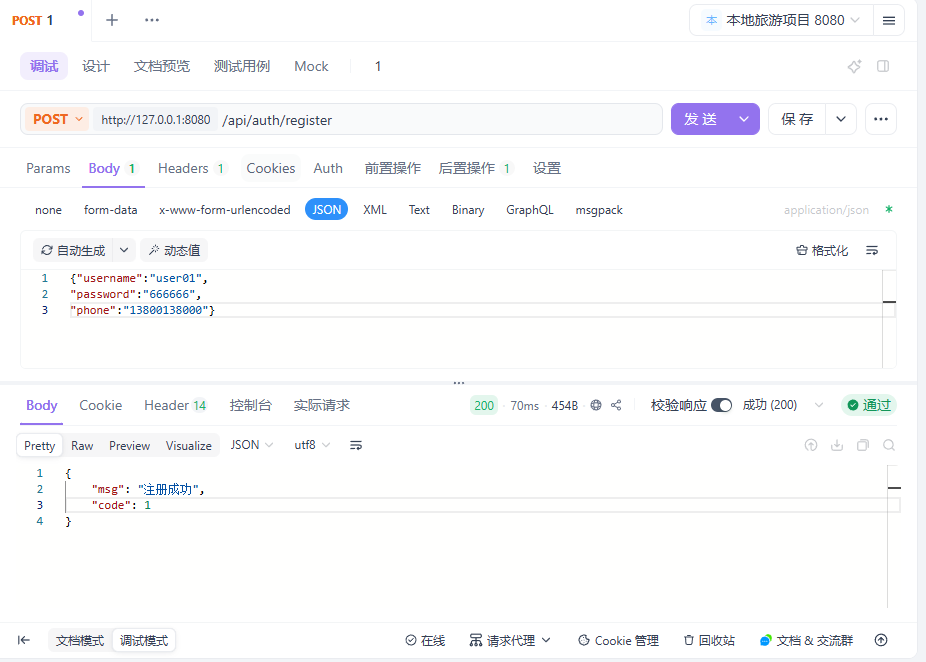 POST 1
本地旅游项目 8080
调试 设计 文档预览 测试用例 Mock 1
POST http://127.0.0.1:8080 /api/auth/register 发 送 保 存
Params Body 1 Headers 1 Cookies Auth 前置操作 后置操作 1 设置
none form-data x-www-form-urlencoded JSON XML Text Binary GraphQL msgpack application/json *
自动生成 动态值 格式化
1 {"username":"user01",
2 "password":"666666",
3 "phone":"13800138000"}
Body Cookie Header 14 控制台 实际请求 200 · 70ms · 454B 校验响应 成功 (200) 通过
Pretty Raw Preview Visualize JSON utf8
1 {
2 "msg": "注册成功",
3 "code": 1
4 }
文档模式 调试模式 在线 请求代理 Cookie 管理 回收站 文档 & 交流群